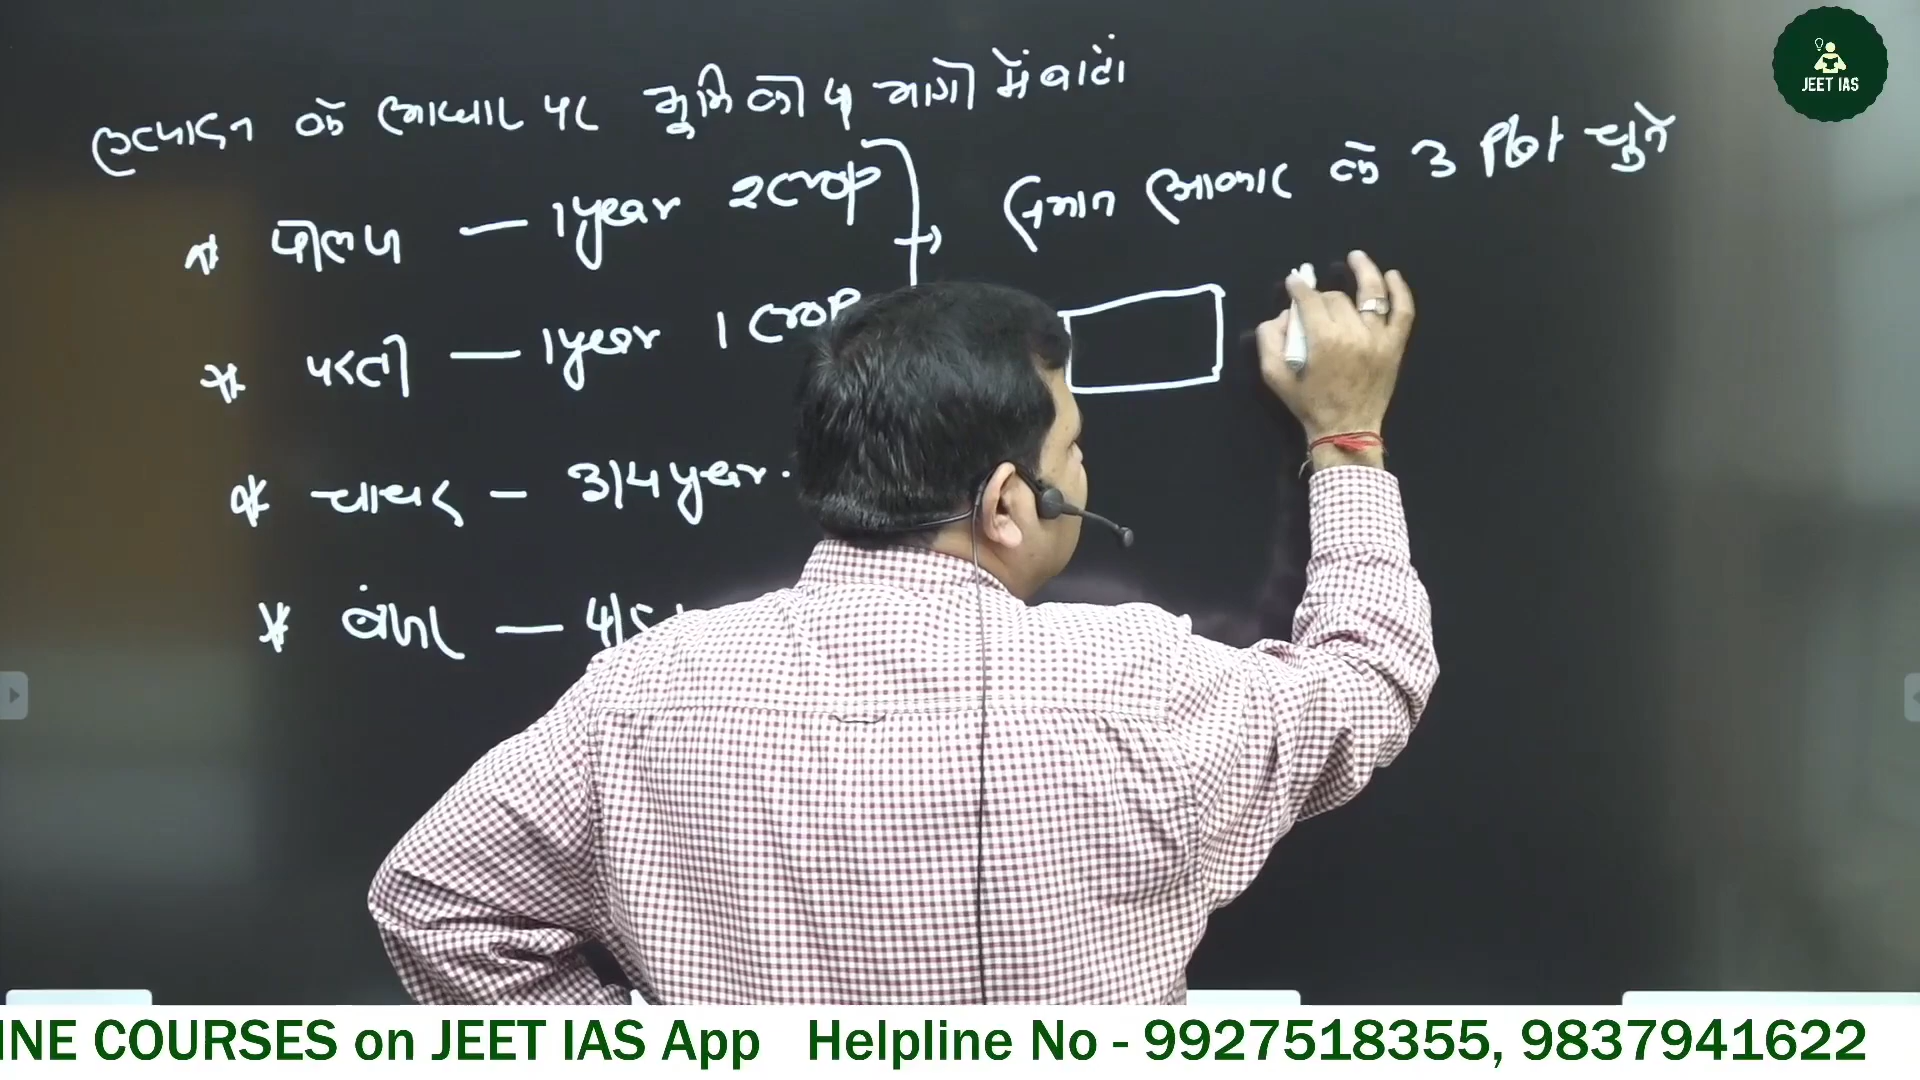 उत्पादन के आधार पर भूमि को 4 भागों में बांटा
* पोलज — 1 year 2 crop
→ समान आकार के 3 Plot चुने
* परती — 1 year 1 crop
* चाचर — 3/4 year
* बंजर — 4/5
JEET IAS
INE COURSES on JEET IAS App Helpline No - 9927518355, 9837941622